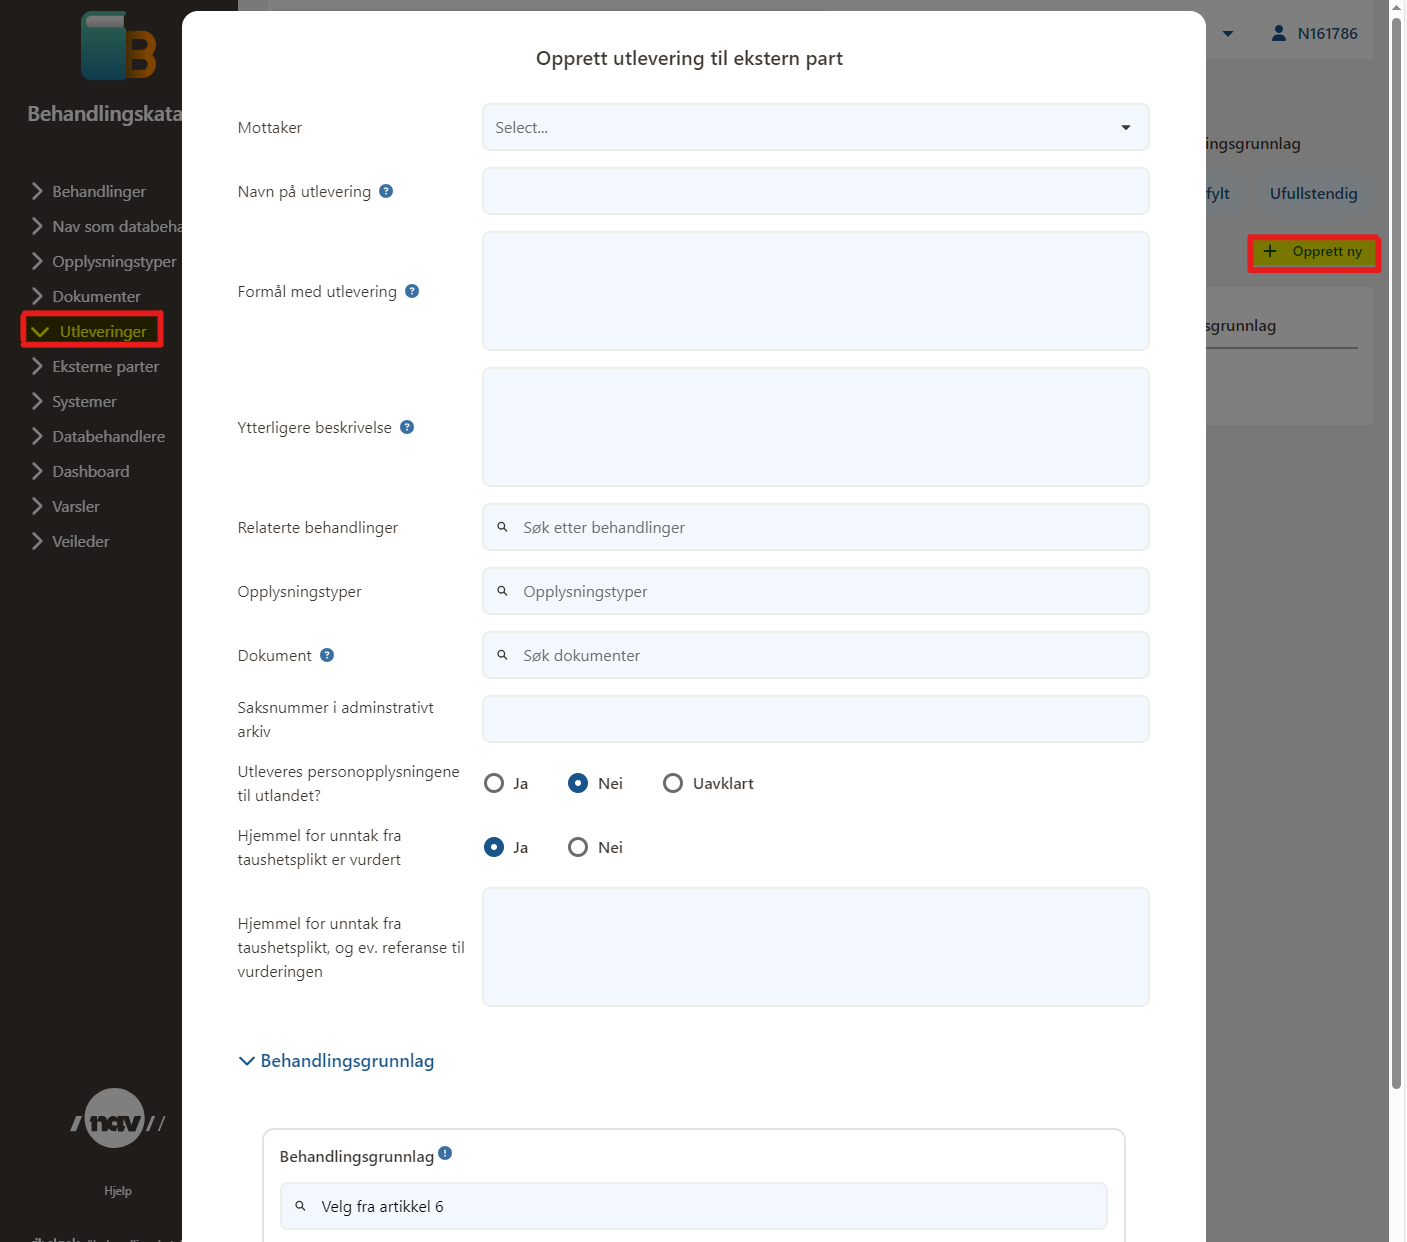 Behandlingskata
Behandlinger
Nav som databeha
Opplysningstyper
Dokumenter
Utleveringer
Eksterne parter
Systemer
Databehandlere
Dashboard
Varsler
Veileder
nav
Hjelp
Opprett utlevering til ekstern part
Mottaker
Select...
Navn på utlevering
Formål med utlevering
Ytterligere beskrivelse
Relaterte behandlinger
Søk etter behandlinger
Opplysningstyper
Opplysningstyper
Dokument
Søk dokumenter
Saksnummer i adminstrativt
arkiv
Utleveres personopplysningene
til utlandet?
Ja Nei Uavklart
Hjemmel for unntak fra
taushetsplikt er vurdert
Ja Nei
Hjemmel for unntak fra
taushetsplikt, og ev. referanse til
vurderingen
Behandlingsgrunnlag
Behandlingsgrunnlag
Velg fra artikkel 6
N161786
ingsgrunnlag
fylt Ufullstendig
Opprett ny
sgrunnlag